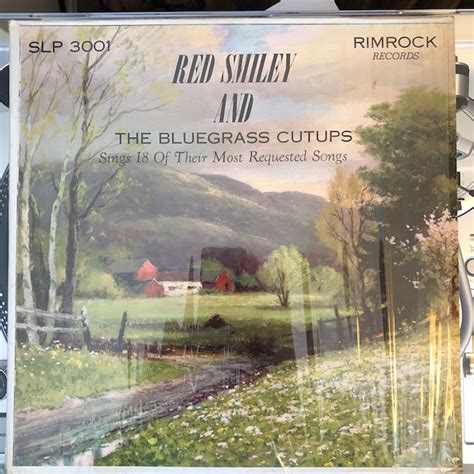 SLP 3001
RIMROCK
RECORDS
RED SMILEY
AND
THE BLUEGRASS CUTUPS
Sings 18 Of Their Most Requested Songs